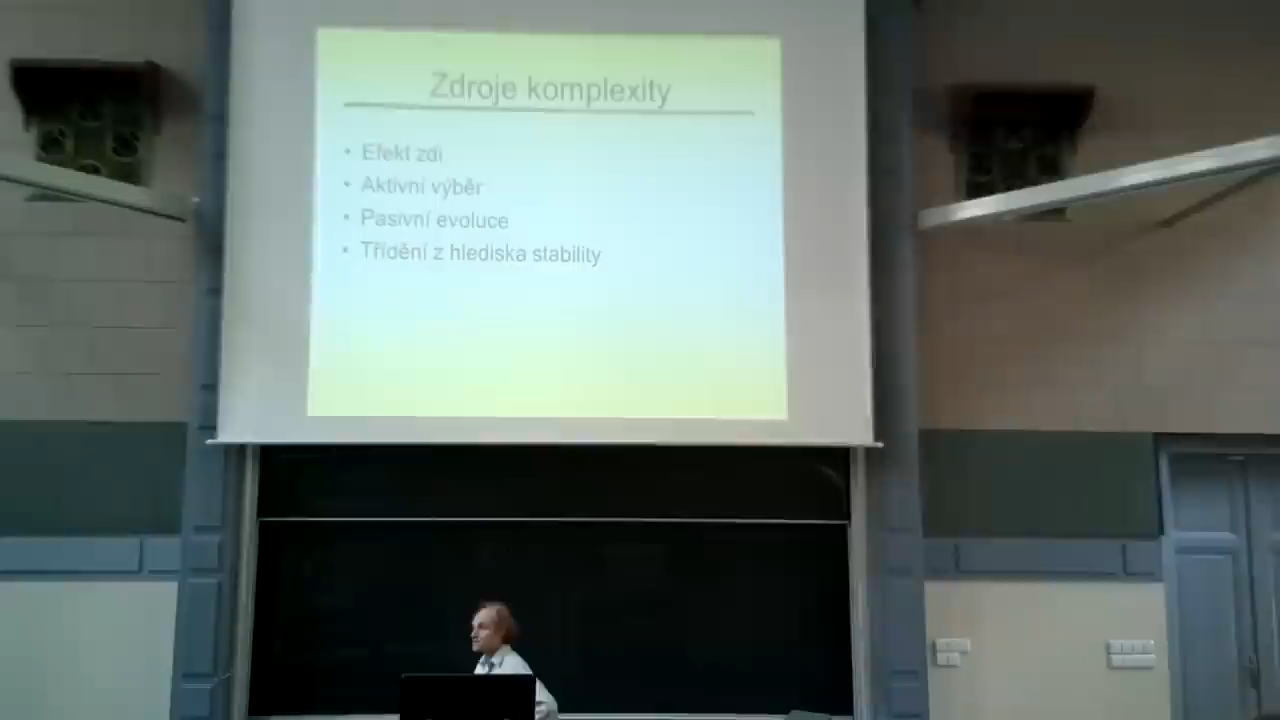 Zdroje komplexity
• Efekt zdi
• Aktivní výběr
• Pasivní evoluce
• Třídění z hlediska stability